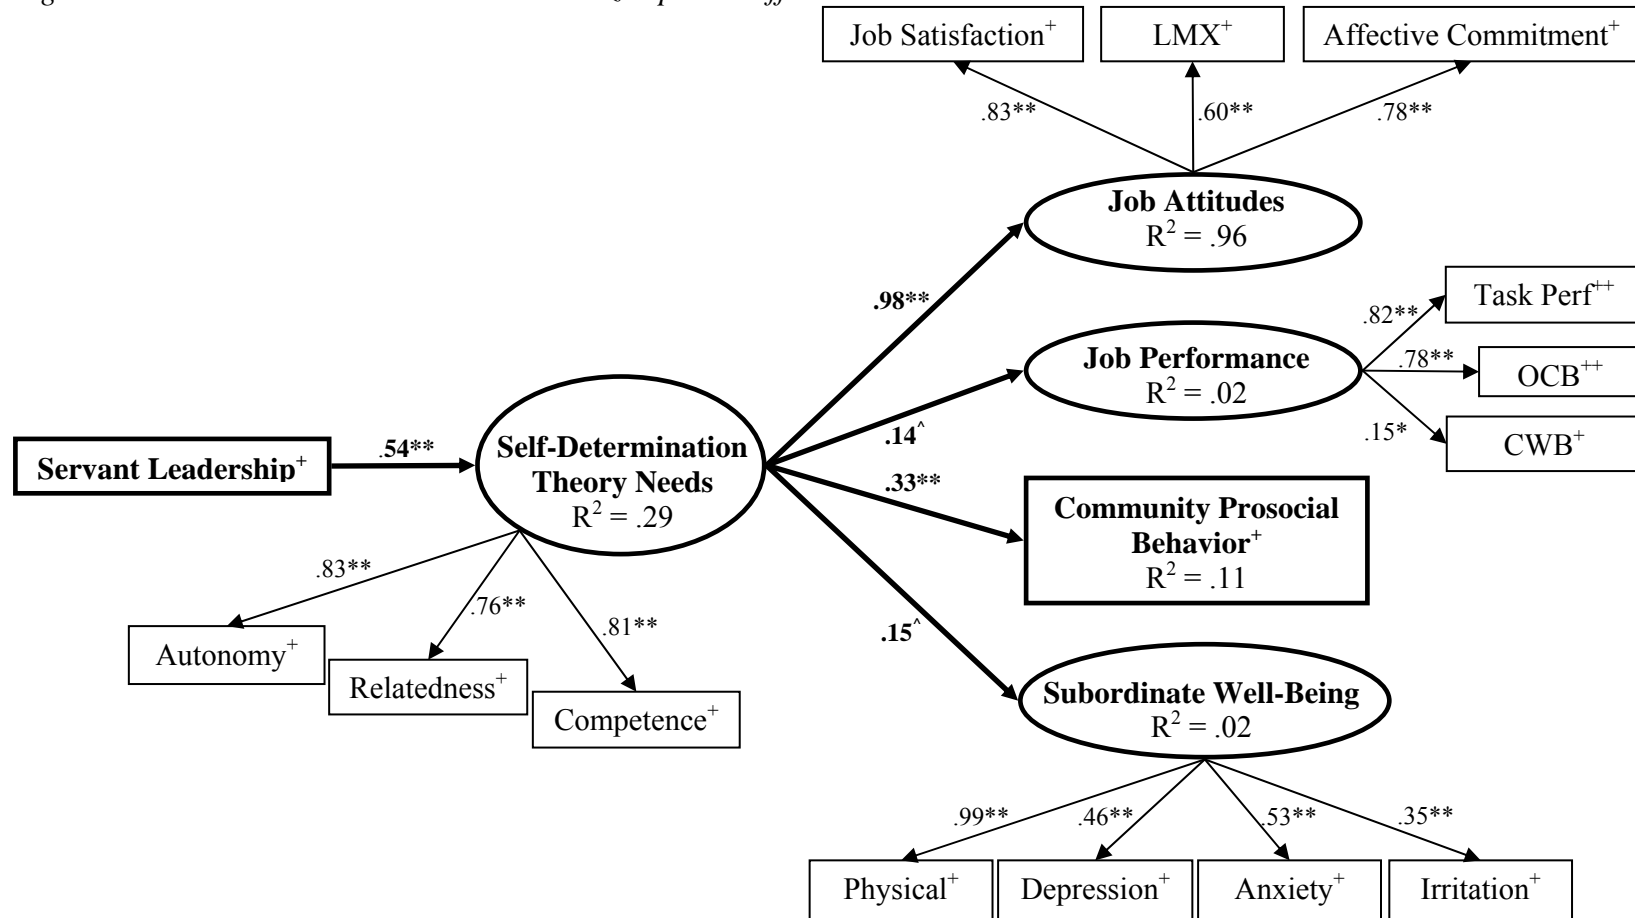 Job Satisfaction⁺
LMX⁺
Affective Commitment⁺
.83**
.60**
.78**
Job Attitudes
R² = .96
.98**
Task Perf⁺⁺
.82**
Job Performance
R² = .02
.78**
OCB⁺⁺
.15*
CWB⁺
.14^
Servant Leadership⁺
.54**
Self-Determination
Theory Needs
R² = .29
.33**
Community Prosocial
Behavior⁺
R² = .11
.83**
.76**
.81**
Autonomy⁺
Relatedness⁺
Competence⁺
.15^
Subordinate Well-Being
R² = .02
.99**
.46**
.53**
.35**
Physical⁺
Depression⁺
Anxiety⁺
Irritation⁺